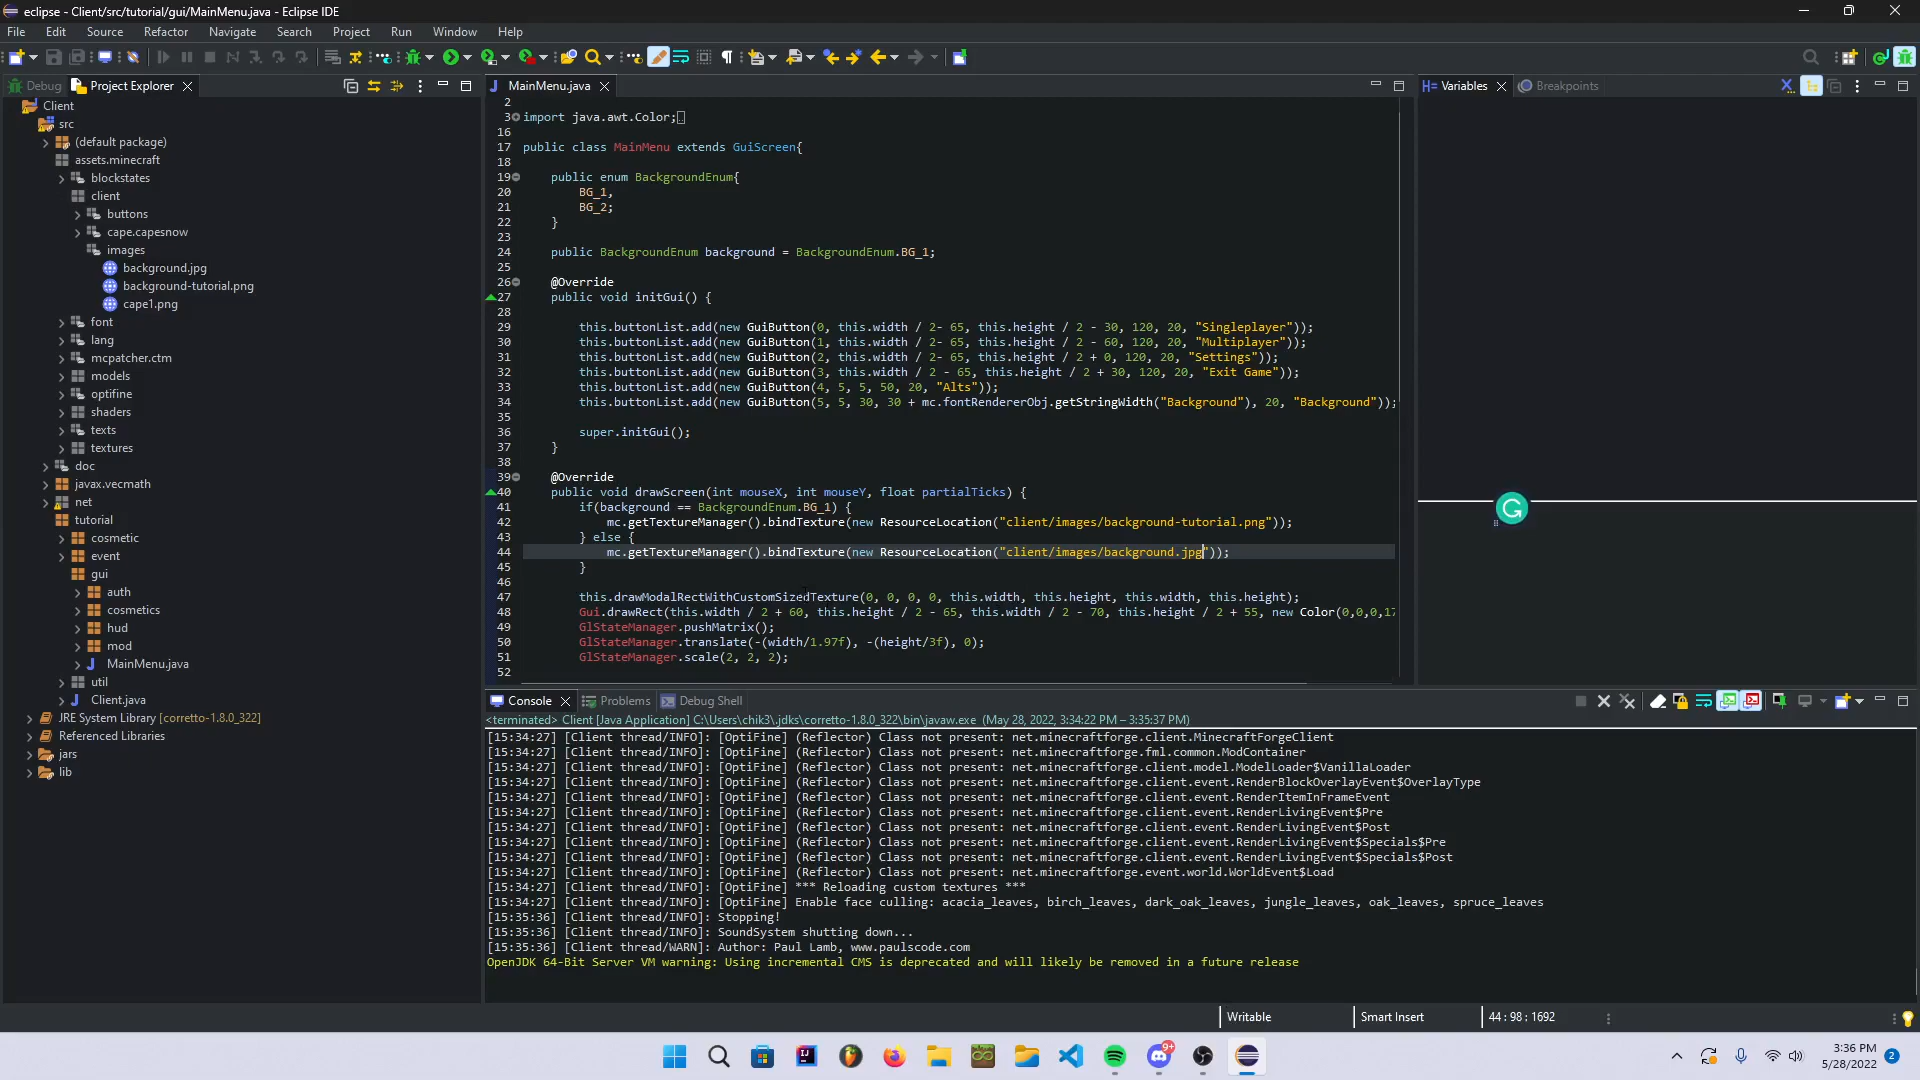 eclipse - Client/src/tutorial/gui/MainMenu.java - Eclipse IDE
File Edit Source Refactor Navigate Search Project Run Window Help
Debug Project Explorer
MainMenu.java
Variables Breakpoints
Client
src
(default package)
assets.minecraft
blockstates
client
buttons
cape.capesnow
images
background.jpg
background-tutorial.png
cape1.png
font
lang
mcpatcher.ctm
models
optifine
shaders
texts
textures
doc
javax.vecmath
net
tutorial
cosmetic
event
gui
auth
cosmetics
hud
mod
MainMenu.java
util
Client.java
JRE System Library [corretto-1.8.0_322]
Referenced Libraries
jars
lib
2
3 import java.awt.Color;
16
17 public class MainMenu extends GuiScreen{
18
19 public enum BackgroundEnum{
20 BG_1,
21 BG_2;
22 }
23
24 public BackgroundEnum background = BackgroundEnum.BG_1;
25
26 @Override
27 public void initGui() {
28
29 this.buttonList.add(new GuiButton(0, this.width / 2- 65, this.height / 2 - 30, 120, 20, "Singleplayer"));
30 this.buttonList.add(new GuiButton(1, this.width / 2- 65, this.height / 2 - 60, 120, 20, "Multiplayer"));
31 this.buttonList.add(new GuiButton(2, this.width / 2- 65, this.height / 2 + 0, 120, 20, "Settings"));
32 this.buttonList.add(new GuiButton(3, this.width / 2 - 65, this.height / 2 + 30, 120, 20, "Exit Game"));
33 this.buttonList.add(new GuiButton(4, 5, 5, 50, 20, "Alts"));
34 this.buttonList.add(new GuiButton(5, 5, 30, 30 + mc.fontRendererObj.getStringWidth("Background"), 20, "Background"));
35
36 super.initGui();
37 }
38
39 @Override
40 public void drawScreen(int mouseX, int mouseY, float partialTicks) {
41 if(background == BackgroundEnum.BG_1) {
42 mc.getTextureManager().bindTexture(new ResourceLocation("client/images/background-tutorial.png"));
43 } else {
44 mc.getTextureManager().bindTexture(new ResourceLocation("client/images/background.jpg"));
45 }
46
47 this.drawModalRectWithCustomSizedTexture(0, 0, 0, 0, this.width, this.height, this.width, this.height);
48 Gui.drawRect(this.width / 2 + 60, this.height / 2 - 65, this.width / 2 - 70, this.height / 2 + 55, new Color(0,0,0,17
49 GlStateManager.pushMatrix();
50 GlStateManager.translate(-(width/1.97f), -(height/3f), 0);
51 GlStateManager.scale(2, 2, 2);
52
Console Problems Debug Shell
<terminated> Client [Java Application] C:\Users\chik3\.jdks\corretto-1.8.0_322\bin\javaw.exe (May 28, 2022, 3:34:22 PM – 3:35:37 PM)
[15:34:27] [Client thread/INFO]: [OptiFine] (Reflector) Class not present: net.minecraftforge.client.MinecraftForgeClient
[15:34:27] [Client thread/INFO]: [OptiFine] (Reflector) Class not present: net.minecraftforge.fml.common.ModContainer
[15:34:27] [Client thread/INFO]: [OptiFine] (Reflector) Class not present: net.minecraftforge.client.model.ModelLoader$VanillaLoader
[15:34:27] [Client thread/INFO]: [OptiFine] (Reflector) Class not present: net.minecraftforge.client.event.RenderBlockOverlayEvent$OverlayType
[15:34:27] [Client thread/INFO]: [OptiFine] (Reflector) Class not present: net.minecraftforge.client.event.RenderItemInFrameEvent
[15:34:27] [Client thread/INFO]: [OptiFine] (Reflector) Class not present: net.minecraftforge.client.event.RenderLivingEvent$Pre
[15:34:27] [Client thread/INFO]: [OptiFine] (Reflector) Class not present: net.minecraftforge.client.event.RenderLivingEvent$Post
[15:34:27] [Client thread/INFO]: [OptiFine] (Reflector) Class not present: net.minecraftforge.client.event.RenderLivingEvent$Specials$Pre
[15:34:27] [Client thread/INFO]: [OptiFine] (Reflector) Class not present: net.minecraftforge.client.event.RenderLivingEvent$Specials$Post
[15:34:27] [Client thread/INFO]: [OptiFine] (Reflector) Class not present: net.minecraftforge.event.world.WorldEvent$Load
[15:34:27] [Client thread/INFO]: [OptiFine] *** Reloading custom textures ***
[15:34:27] [Client thread/INFO]: [OptiFine] Enable face culling: acacia_leaves, birch_leaves, dark_oak_leaves, jungle_leaves, oak_leaves, spruce_leaves
[15:35:36] [Client thread/INFO]: Stopping!
[15:35:36] [Client thread/INFO]: SoundSystem shutting down...
[15:35:36] [Client thread/WARN]: Author: Paul Lamb, www.paulscode.com
OpenJDK 64-Bit Server VM warning: Using incremental CMS is deprecated and will likely be removed in a future release
Writable Smart Insert 44 : 98 : 1692
9+
3:36 PM
5/28/2022
2